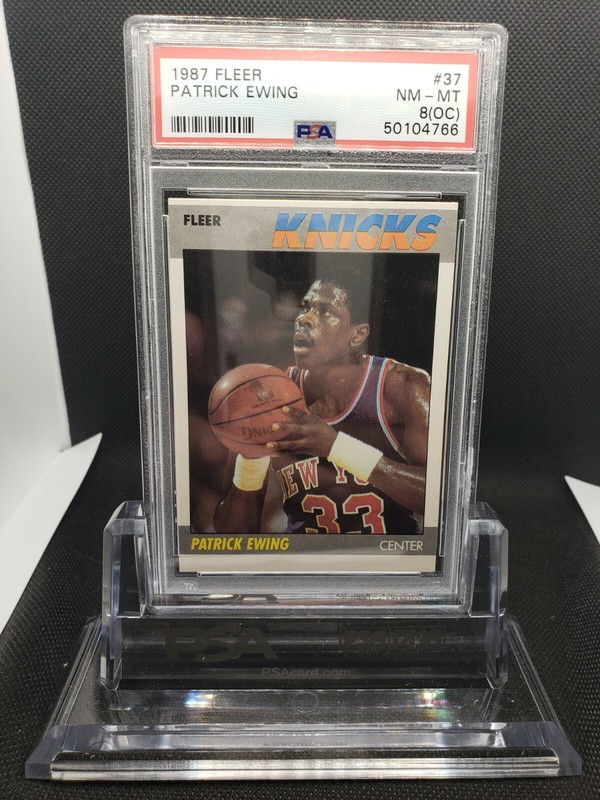 1987 FLEER #37
PATRICK EWING NM - MT
8(OC)
PSA 50104766
FLEER KNICKS
NEW YO
33
PATRICK EWING CENTER
PSA
PSAcard.com